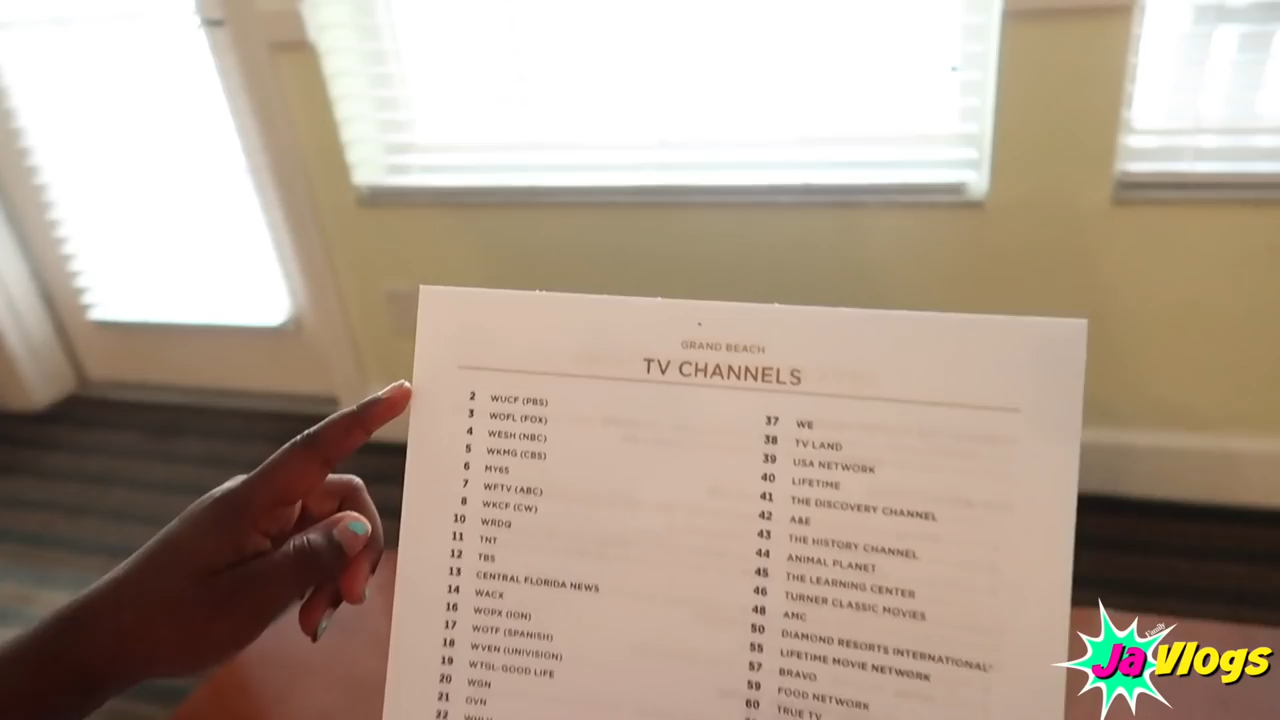 GRAND BEACH
TV CHANNELS
2 WUCF (PBS)
3 WOFL (FOX)
4 WESH (NBC)
5 WKMG (CBS)
6 MY65
7 WFTV (ABC)
8 WKCF (CW)
10 WRDQ
11 TNT
12 TBS
13 CENTRAL FLORIDA NEWS
14 WACX
16 WOPX (ION)
17 WOTF (SPANISH)
18 WVEN (UNIVISION)
19 WTGL-GOOD LIFE
20 WGN
21 OVN
22
37 WE
38 TV LAND
39 USA NETWORK
40 LIFETIME
41 THE DISCOVERY CHANNEL
42 A&E
43 THE HISTORY CHANNEL
44 ANIMAL PLANET
45 THE LEARNING CENTER
46 TURNER CLASSIC MOVIES
48 AMC
50 DIAMOND RESORTS INTERNATIONAL®
55 LIFETIME MOVIE NETWORK
57 BRAVO
59 FOOD NETWORK
60 TRUE TV
Family
Ja Vlogs